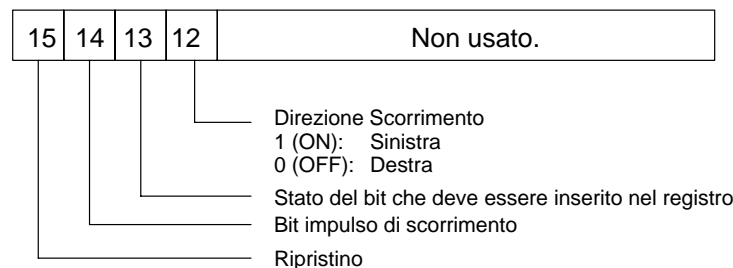 15 14 13 12 Non usato.
Direzione Scorrimento
1 (ON): Sinistra
0 (OFF): Destra
Stato del bit che deve essere inserito nel registro
Bit impulso di scorrimento
Ripristino